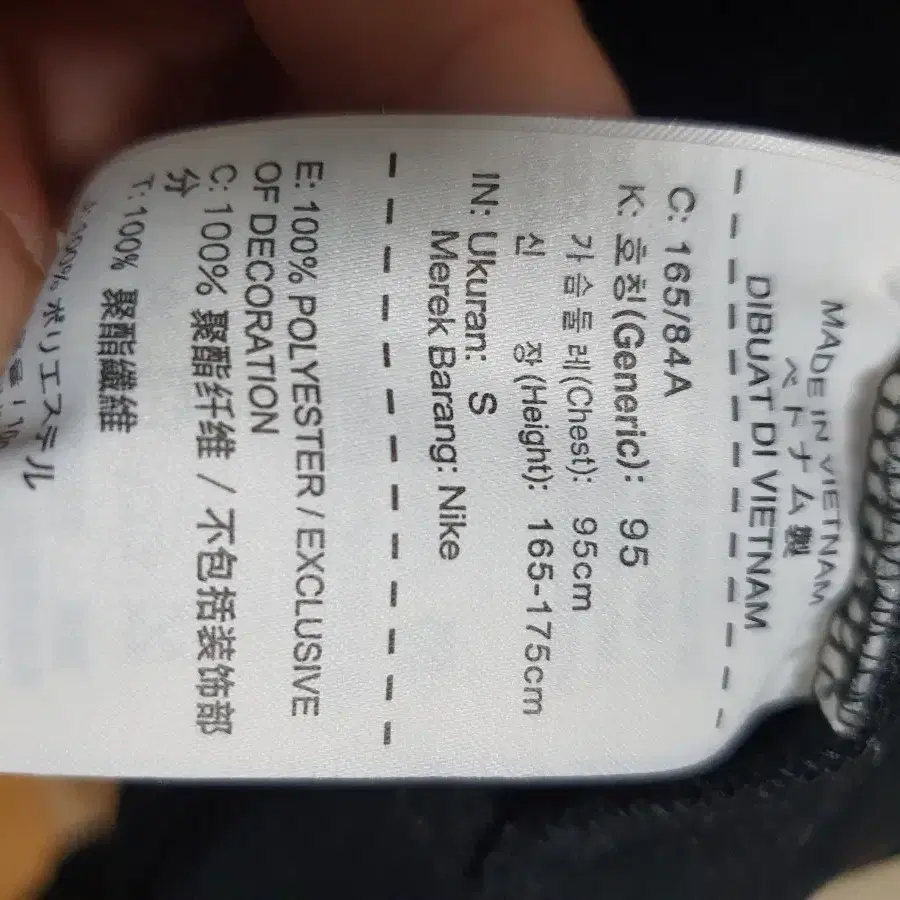 MADE IN VIETNAM
ベトナム製
DIBUAT DI VIETNAM
C: 165/84A
K: 호칭(Generic): 95
가슴둘레(Chest): 95cm
신 장(Height): 165-175cm
IN: Ukuran: S
Merek Barang: Nike
E: 100% POLYESTER / EXCLUSIVE
OF DECORATION
C: 100% 聚酯纤维 / 不包括装饰部
分
T: 100% 聚酯纖維
100% ポリエステル